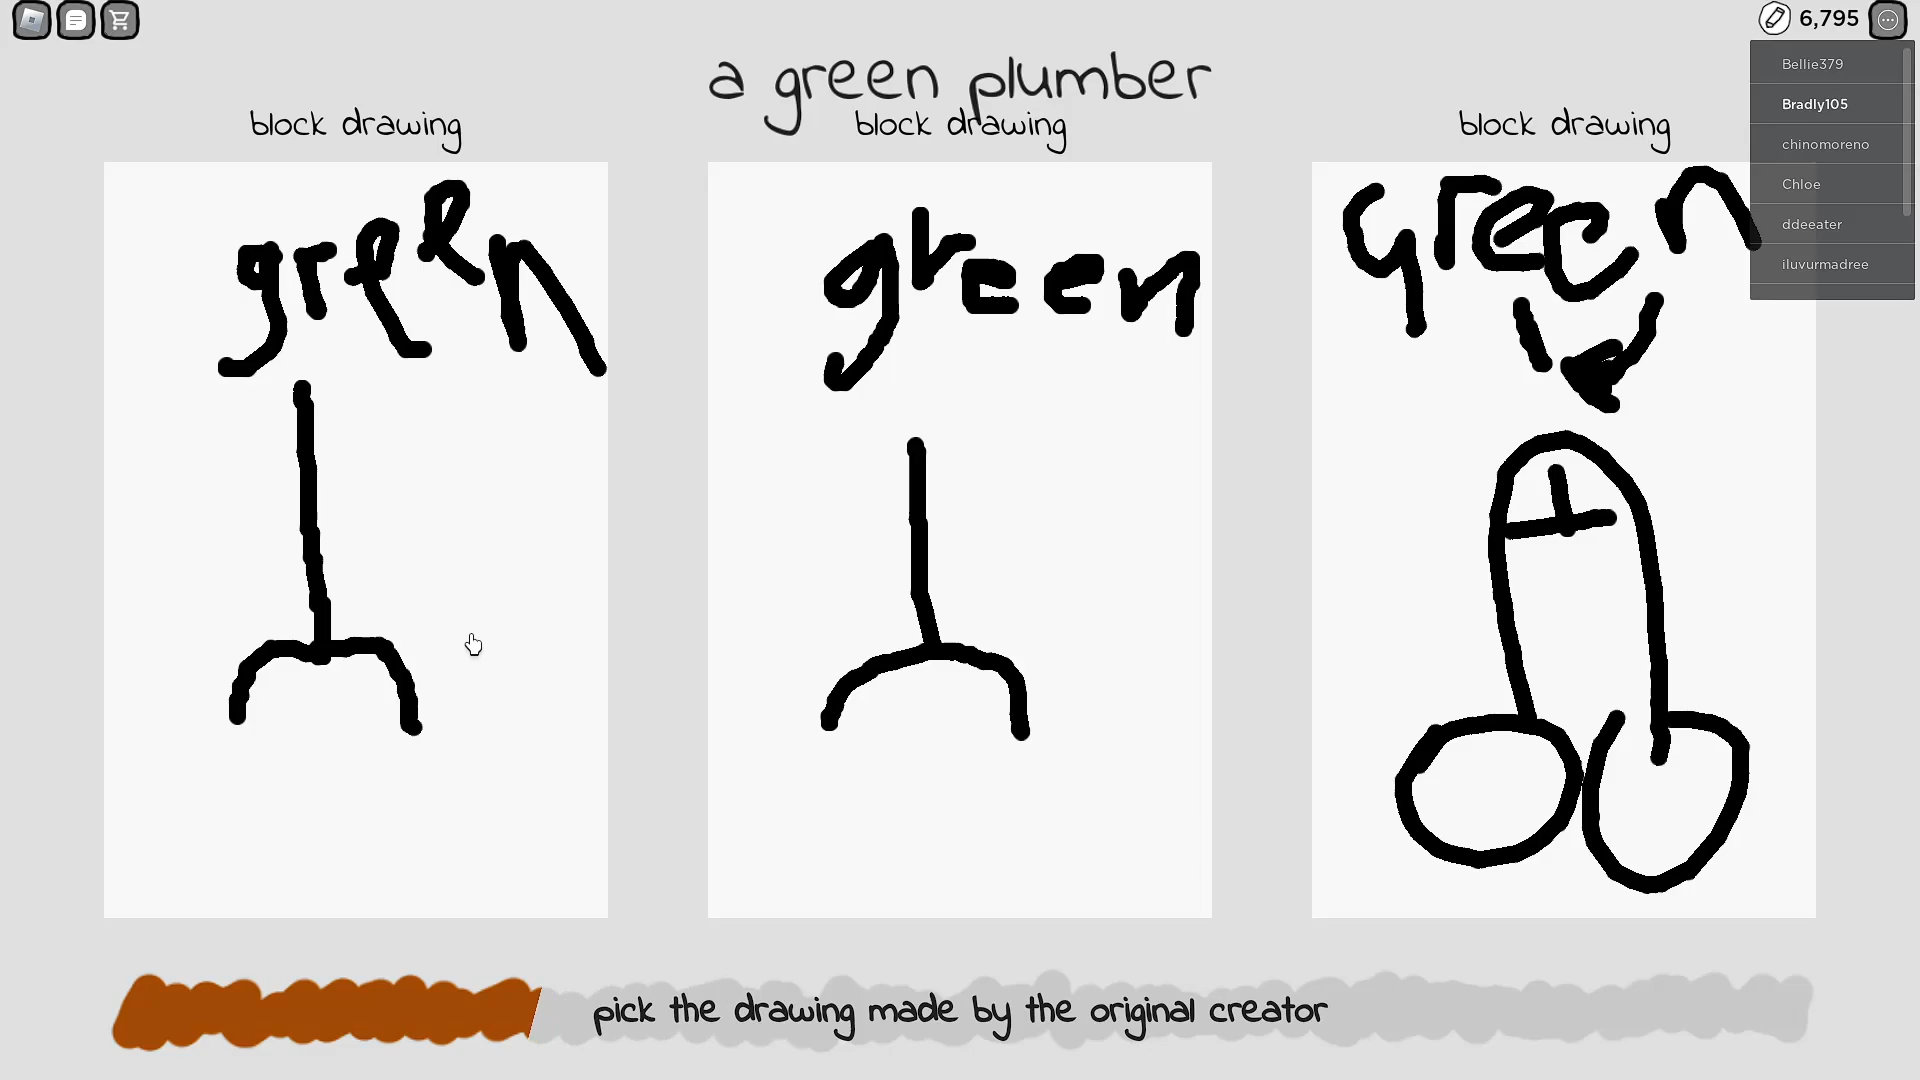 6,795
a green plumber
block drawing
block drawing
block drawing
Bellie379
Bradly105
chinomoreno
Chloe
ddeeater
iluvurmadree
green
green
green
pick the drawing made by the original creator